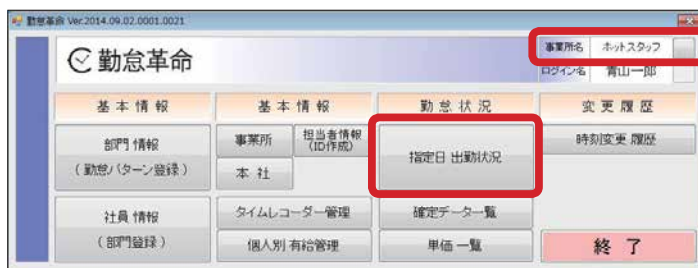 勤怠革命 Ver.2014.09.02.0001.0021
勤怠革命
事業所名 ホットスタッフ
ログイン名 青山一郎
基本情報 基本情報 勤怠状況 変更履歴
部門 情報
(勤怠パターン登録)
事業所
担当者情報
(ID作成)
本 社
指定日 出勤状況
時刻変更 履歴
社員 情報
(部門登録)
タイムレコーダー管理
確定データ一覧
個人別 有給管理
単価 一覧
終 了